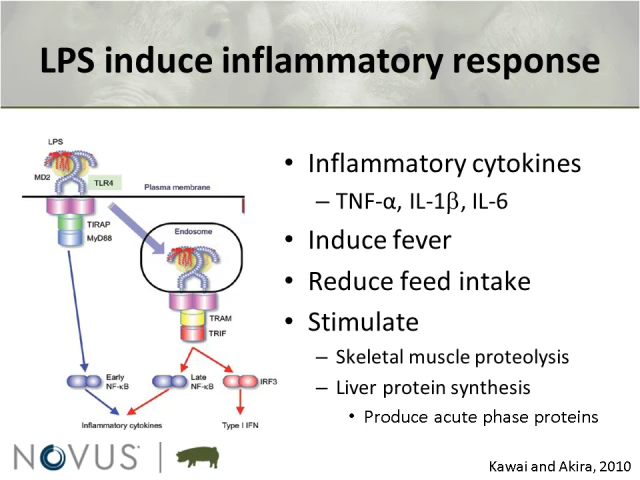 LPS induce inflammatory response
LPS
MD2
TLR4
Plasma membrane
TIRAP
MyD88
Endosome
TRAM
TRIF
Early
NF-κB
Late
NF-κB
IRF3
Inflammatory cytokines
Type I IFN
• Inflammatory cytokines
– TNF-α, IL-1β, IL-6
• Induce fever
• Reduce feed intake
• Stimulate
– Skeletal muscle proteolysis
– Liver protein synthesis
• Produce acute phase proteins
NOVUS®
Kawai and Akira, 2010